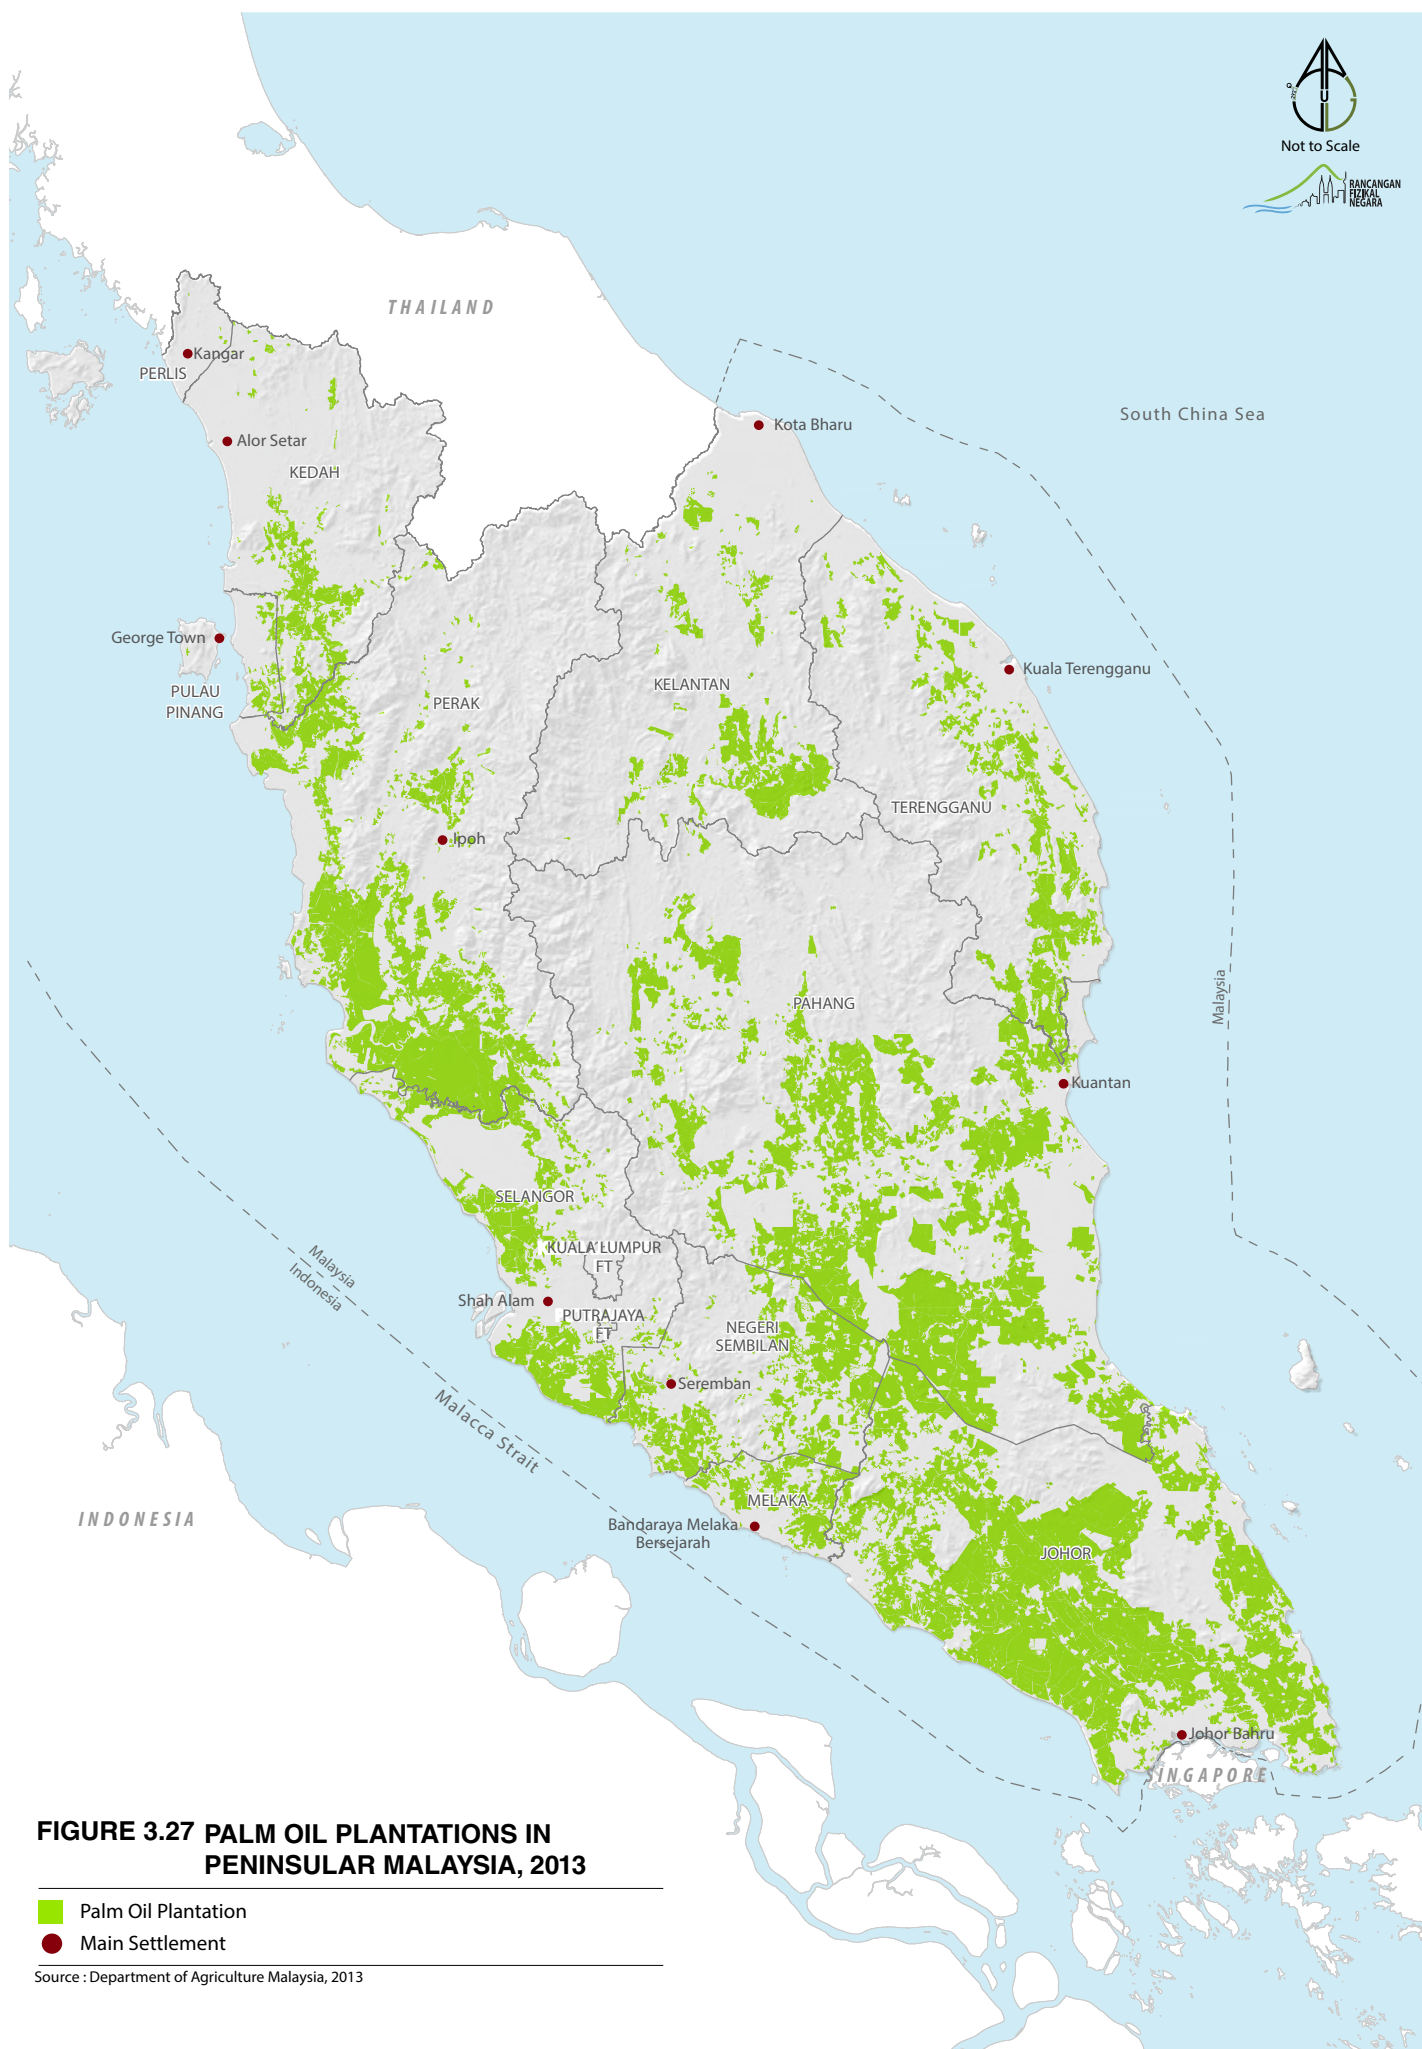 Not to Scale
RANCANGAN
FIZIKAL
NEGARA
THAILAND
Kangar
PERLIS
South China Sea
Kota Bharu
Alor Setar
KEDAH
George Town
Kuala Terengganu
PULAU
PINANG
KELANTAN
PERAK
TERENGGANU
Ipoh
Malaysia
PAHANG
Kuantan
SELANGOR
KUALA LUMPUR
FT
Malaysia
Indonesia
Shah Alam
PUTRAJAYA
FT
NEGERI
SEMBILAN
Seremban
Malacca Strait
MELAKA
INDONESIA
Bandaraya Melaka
Bersejarah
JOHOR
Johor Bahru
SINGAPORE
FIGURE 3.27 PALM OIL PLANTATIONS IN
PENINSULAR MALAYSIA, 2013
Palm Oil Plantation
Main Settlement
Source : Department of Agriculture Malaysia, 2013